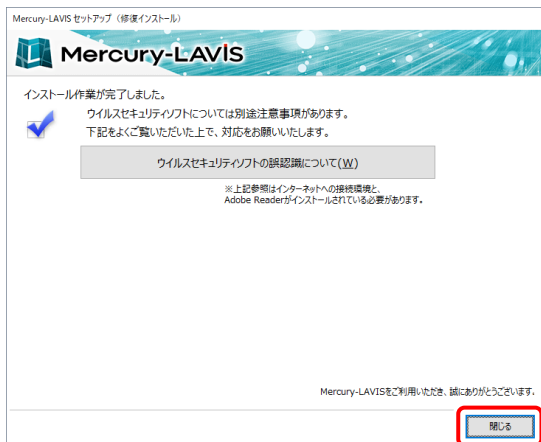 Mercury-LAVIS セットアップ（修復インストール）
Mercury-LAVIS
インストール作業が完了しました。
ウイルスセキュリティソフトについては別途注意事項があります。
下記をよくご覧いただいた上で、対応をお願いいたします。
ウイルスセキュリティソフトの誤認識について(W)
※上記参照はインターネットへの接続環境と、
Adobe Readerがインストールされている必要があります。
Mercury-LAVISをご利用いただき、誠にありがとうございます。
閉じる